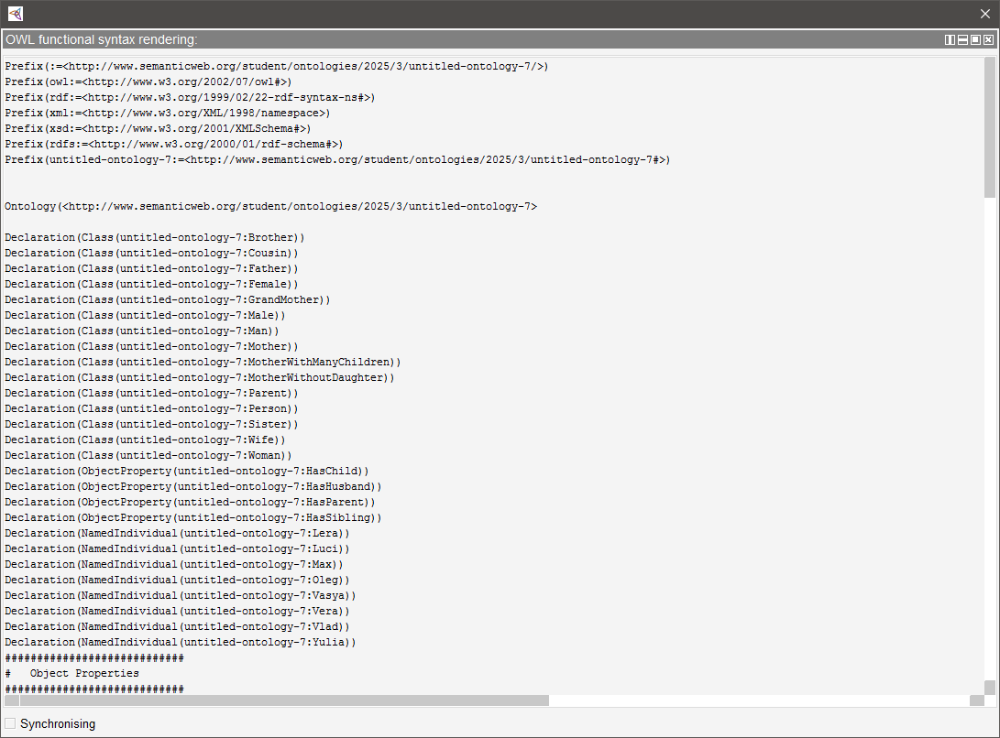 OWL functional syntax rendering:
Prefix(:=<http://www.semanticweb.org/student/ontologies/2025/3/untitled-ontology-7/>)
Prefix(owl:=<http://www.w3.org/2002/07/owl#>)
Prefix(rdf:=<http://www.w3.org/1999/02/22-rdf-syntax-ns#>)
Prefix(xml:=<http://www.w3.org/XML/1998/namespace>)
Prefix(xsd:=<http://www.w3.org/2001/XMLSchema#>)
Prefix(rdfs:=<http://www.w3.org/2000/01/rdf-schema#>)
Prefix(untitled-ontology-7:=<http://www.semanticweb.org/student/ontologies/2025/3/untitled-ontology-7#>)
Ontology(<http://www.semanticweb.org/student/ontologies/2025/3/untitled-ontology-7>
Declaration(Class(untitled-ontology-7:Brother))
Declaration(Class(untitled-ontology-7:Cousin))
Declaration(Class(untitled-ontology-7:Father))
Declaration(Class(untitled-ontology-7:Female))
Declaration(Class(untitled-ontology-7:GrandMother))
Declaration(Class(untitled-ontology-7:Male))
Declaration(Class(untitled-ontology-7:Man))
Declaration(Class(untitled-ontology-7:Mother))
Declaration(Class(untitled-ontology-7:MotherWithManyChildren))
Declaration(Class(untitled-ontology-7:MotherWithoutDaughter))
Declaration(Class(untitled-ontology-7:Parent))
Declaration(Class(untitled-ontology-7:Person))
Declaration(Class(untitled-ontology-7:Sister))
Declaration(Class(untitled-ontology-7:Wife))
Declaration(Class(untitled-ontology-7:Woman))
Declaration(ObjectProperty(untitled-ontology-7:HasChild))
Declaration(ObjectProperty(untitled-ontology-7:HasHusband))
Declaration(ObjectProperty(untitled-ontology-7:HasParent))
Declaration(ObjectProperty(untitled-ontology-7:HasSibling))
Declaration(NamedIndividual(untitled-ontology-7:Lera))
Declaration(NamedIndividual(untitled-ontology-7:Luci))
Declaration(NamedIndividual(untitled-ontology-7:Max))
Declaration(NamedIndividual(untitled-ontology-7:Oleg))
Declaration(NamedIndividual(untitled-ontology-7:Vasya))
Declaration(NamedIndividual(untitled-ontology-7:Vera))
Declaration(NamedIndividual(untitled-ontology-7:Vlad))
Declaration(NamedIndividual(untitled-ontology-7:Yulia))
############################
#   Object Properties
############################
Synchronising